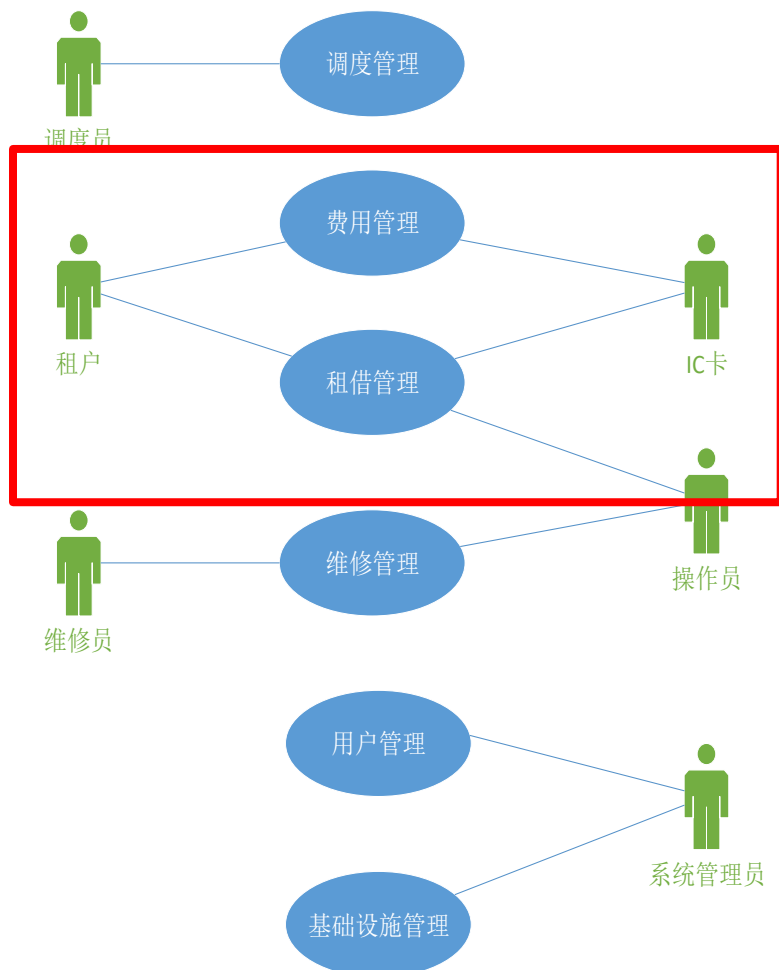 调度管理
调度员
费用管理
租户
IC卡
租借管理
维修管理
操作员
维修员
用户管理
系统管理员
基础设施管理